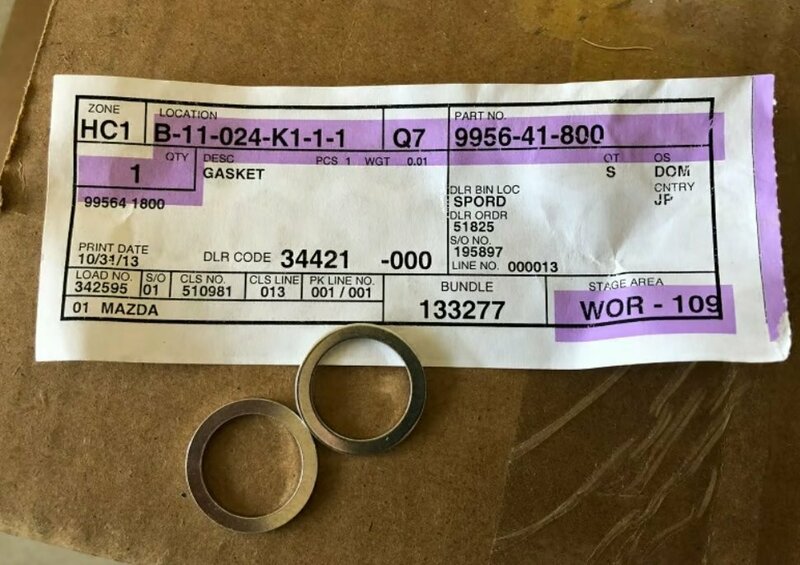 ZONE LOCATION PART NO.
HC1 B-11-024-K1-1-1 Q7 9956-41-800
QTY DESC PCS 1 WGT 0.01 OT OS
1 GASKET S DOM
DLR BIN LOC CNTRY
99564 1800 SPORD JP
DLR ORDR
51825
S/O NO.
PRINT DATE 195897
10/31/13 DLR CODE 34421 -000 LINE NO. 000013
LOAD NO. S/O CLS NO. CLS LINE PK LINE NO. BUNDLE STAGE AREA
342595 01 510981 013 001 / 001 133277 WOR - 109
01 MAZDA